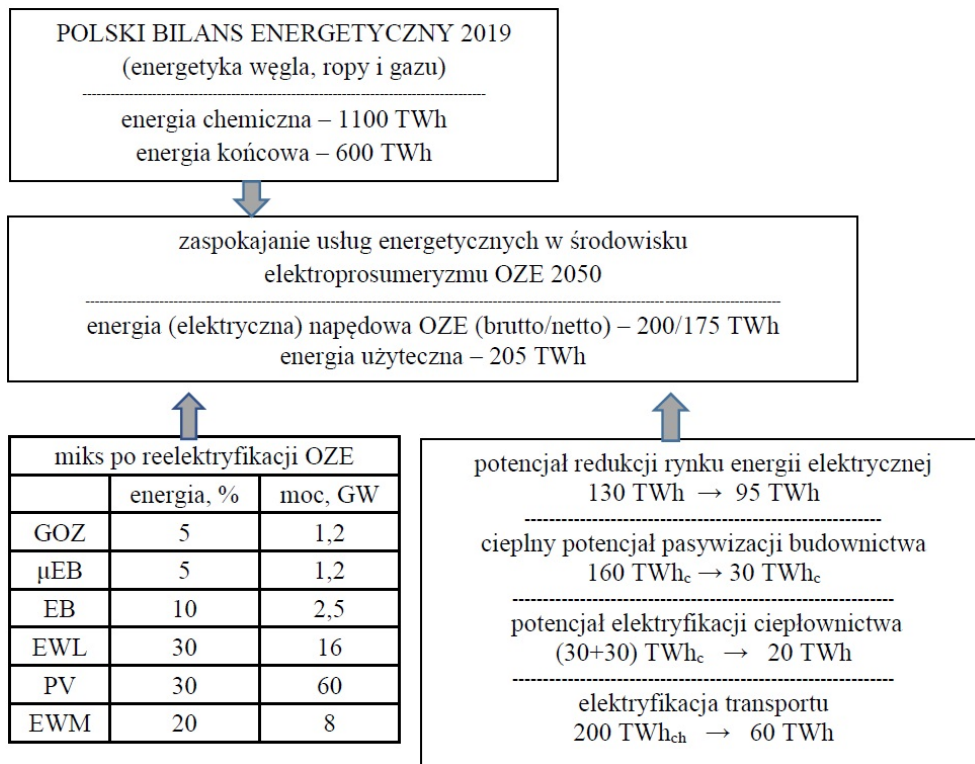 POLSKI BILANS ENERGETYCZNY 2019
(energetyka węgla, ropy i gazu)
energia chemiczna – 1100 TWh
energia końcowa – 600 TWh
zaspokajanie usług energetycznych w środowisku
elektroprosumeryzmu OZE 2050
energia (elektryczna) napędowa OZE (brutto/netto) – 200/175 TWh
energia użyteczna – 205 TWh
miks po reelektryfikacji OZE
energia, % moc, GW
GOZ 5 1,2
μEB 5 1,2
EB 10 2,5
EWL 30 16
PV 30 60
EWM 20 8
potencjał redukcji rynku energii elektrycznej
130 TWh → 95 TWh
cieplny potencjał pasywizacji budownictwa
160 TWhc → 30 TWhc
potencjał elektryfikacji ciepłownictwa
(30+30) TWhc → 20 TWh
elektryfikacja transportu
200 TWhch → 60 TWh